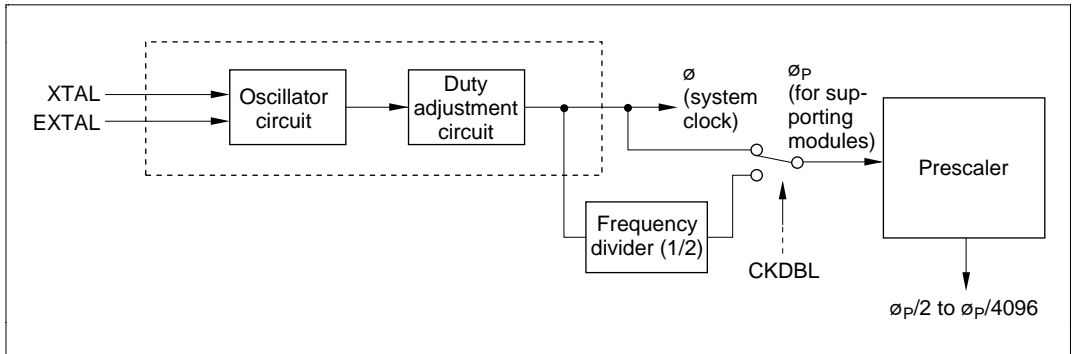 XTAL
EXTAL
Oscillator
circuit
Duty
adjustment
circuit
ø
(system
clock)
øP
(for sup-
porting
modules)
Prescaler
Frequency
divider (1/2)
CKDBL
øP/2 to øP/4096